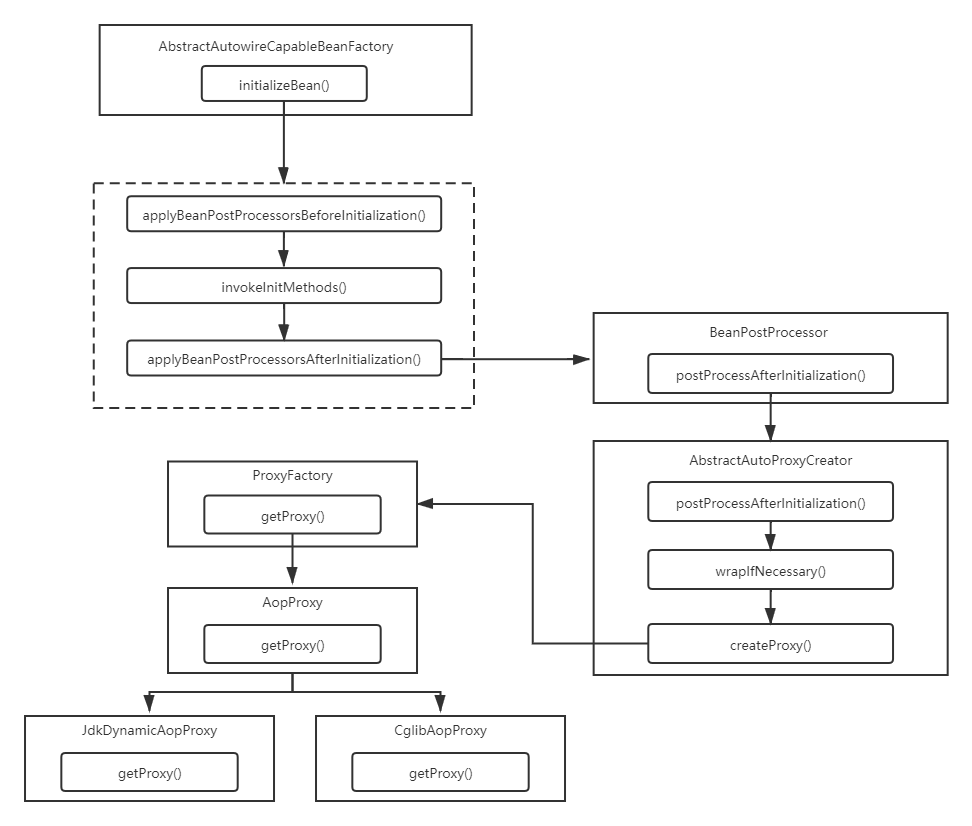 AbstractAutowireCapableBeanFactory
initializeBean()
applyBeanPostProcessorsBeforeInitialization()
invokeInitMethods()
applyBeanPostProcessorsAfterInitialization()
BeanPostProcessor
postProcessAfterInitialization()
AbstractAutoProxyCreator
postProcessAfterInitialization()
wrapIfNecessary()
createProxy()
ProxyFactory
getProxy()
AopProxy
getProxy()
JdkDynamicAopProxy
getProxy()
CglibAopProxy
getProxy()